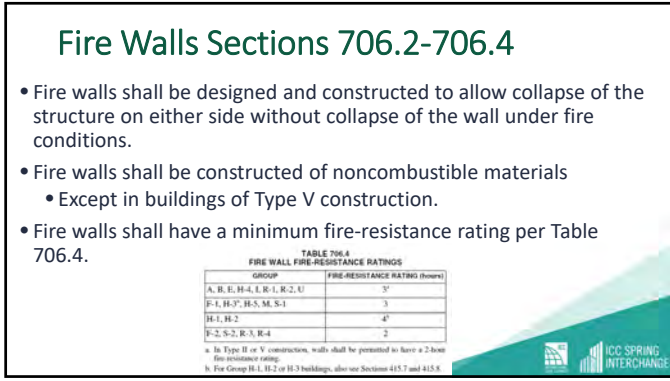 Fire Walls Sections 706.2-706.4
• Fire walls shall be designed and constructed to allow collapse of the
structure on either side without collapse of the wall under fire
conditions.
• Fire walls shall be constructed of noncombustible materials
• Except in buildings of Type V construction.
• Fire walls shall have a minimum fire-resistance rating per Table
706.4.
TABLE 706.4
FIRE WALL FIRE-RESISTANCE RATINGS
GROUP FIRE-RESISTANCE RATING (hours)
A, B, E, H-4, I, R-1, R-2, U 3ᵃ
F-1, H-3ᵇ, H-5, M, S-1 3
H-1, H-2 4ᵇ
F-2, S-2, R-3, R-4 2
a. In Type II or V construction, walls shall be permitted to have a 2-hour
fire-resistance rating.
b. For Group H-1, H-2 or H-3 buildings, also see Sections 415.7 and 415.8.
ICC SPRING
INTERCHANGE